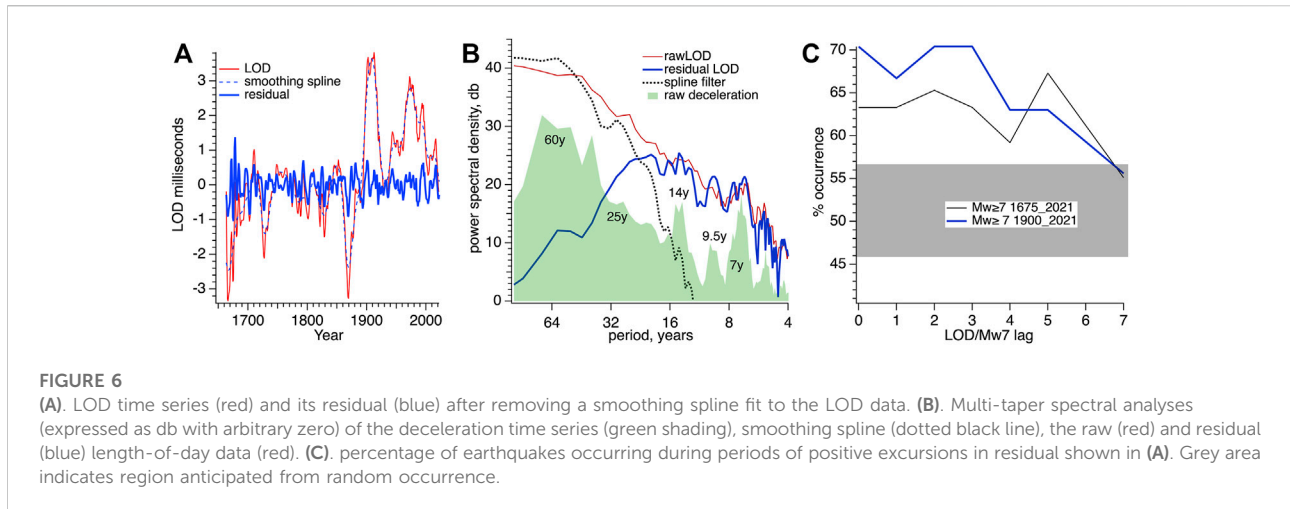 A
LOD
smoothing spline
residual
LOD milliseconds
3
2
1
0
-1
-2
-3
1700
1800
1900
2000
Year
B
rawLOD
residual LOD
spline filter
raw deceleration
power spectral density, db
40
30
20
10
0
60y
25y
14y
9.5y
7y
64
32
16
8
4
period, years
C
% occurrence
70
65
60
55
50
45
Mw≥7 1675_2021
Mw≥ 7 1900_2021
0
1
2
3
4
5
6
7
LOD/Mw7 lag
FIGURE 6
(A). LOD time series (red) and its residual (blue) after removing a smoothing spline fit to the LOD data. (B). Multi-taper spectral analyses
(expressed as db with arbitrary zero) of the deceleration time series (green shading), smoothing spline (dotted black line), the raw (red) and residual
(blue) length-of-day data (red). (C). percentage of earthquakes occurring during periods of positive excursions in residual shown in (A). Grey area
indicates region anticipated from random occurrence.